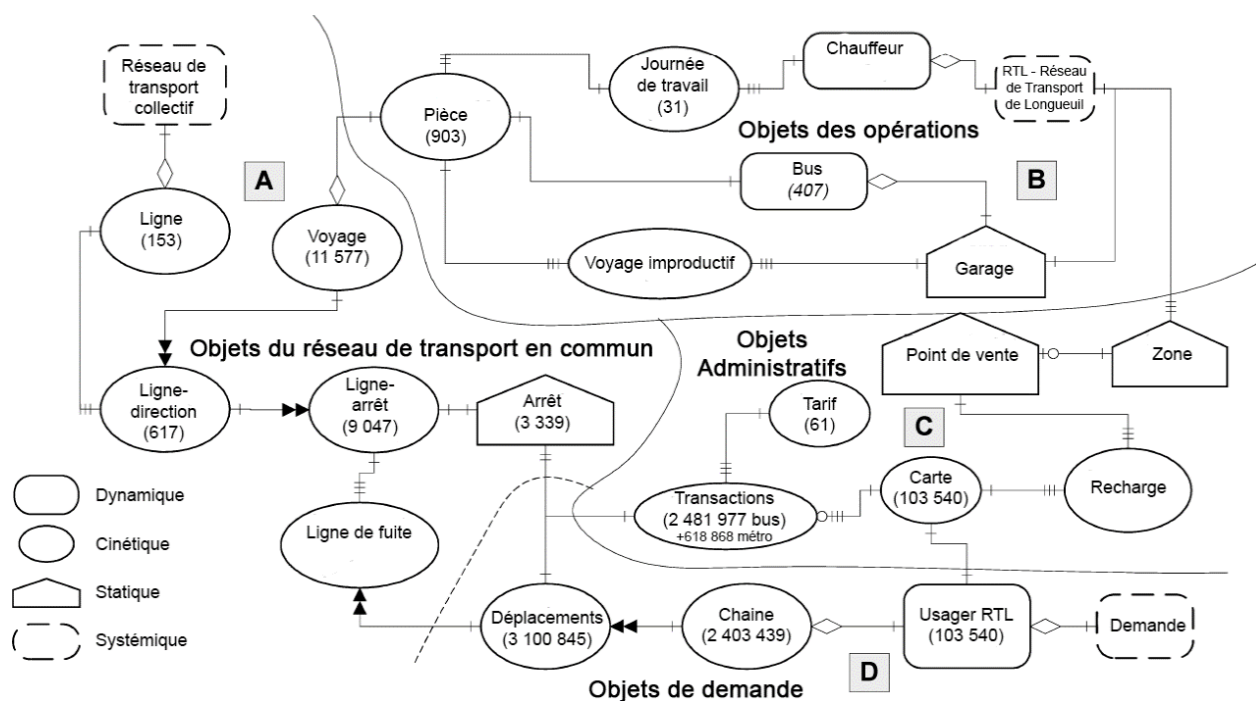 Réseau de
transport
collectif
A
Ligne
(153)
Voyage
(11 577)
Pièce
(903)
Journée
de travail
(31)
Chauffeur
RTL - Réseau
de Transport
de Longueuil
Objets des opérations
Bus
(407)
B
Voyage improductif
Garage
Objets du réseau de transport en commun
Ligne-
direction
(617)
Ligne-
arrêt
(9 047)
Arrêt
(3 339)
Ligne de fuite
Objets
Administratifs
Tarif
(61)
Point de vente
Zone
C
Transactions
(2 481 977 bus)
+618 868 métro
Carte
(103 540)
Recharge
Dynamique
Cinétique
Statique
Systémique
Déplacements
(3 100 845)
Chaine
(2 403 439)
Usager RTL
(103 540)
Demande
D
Objets de demande